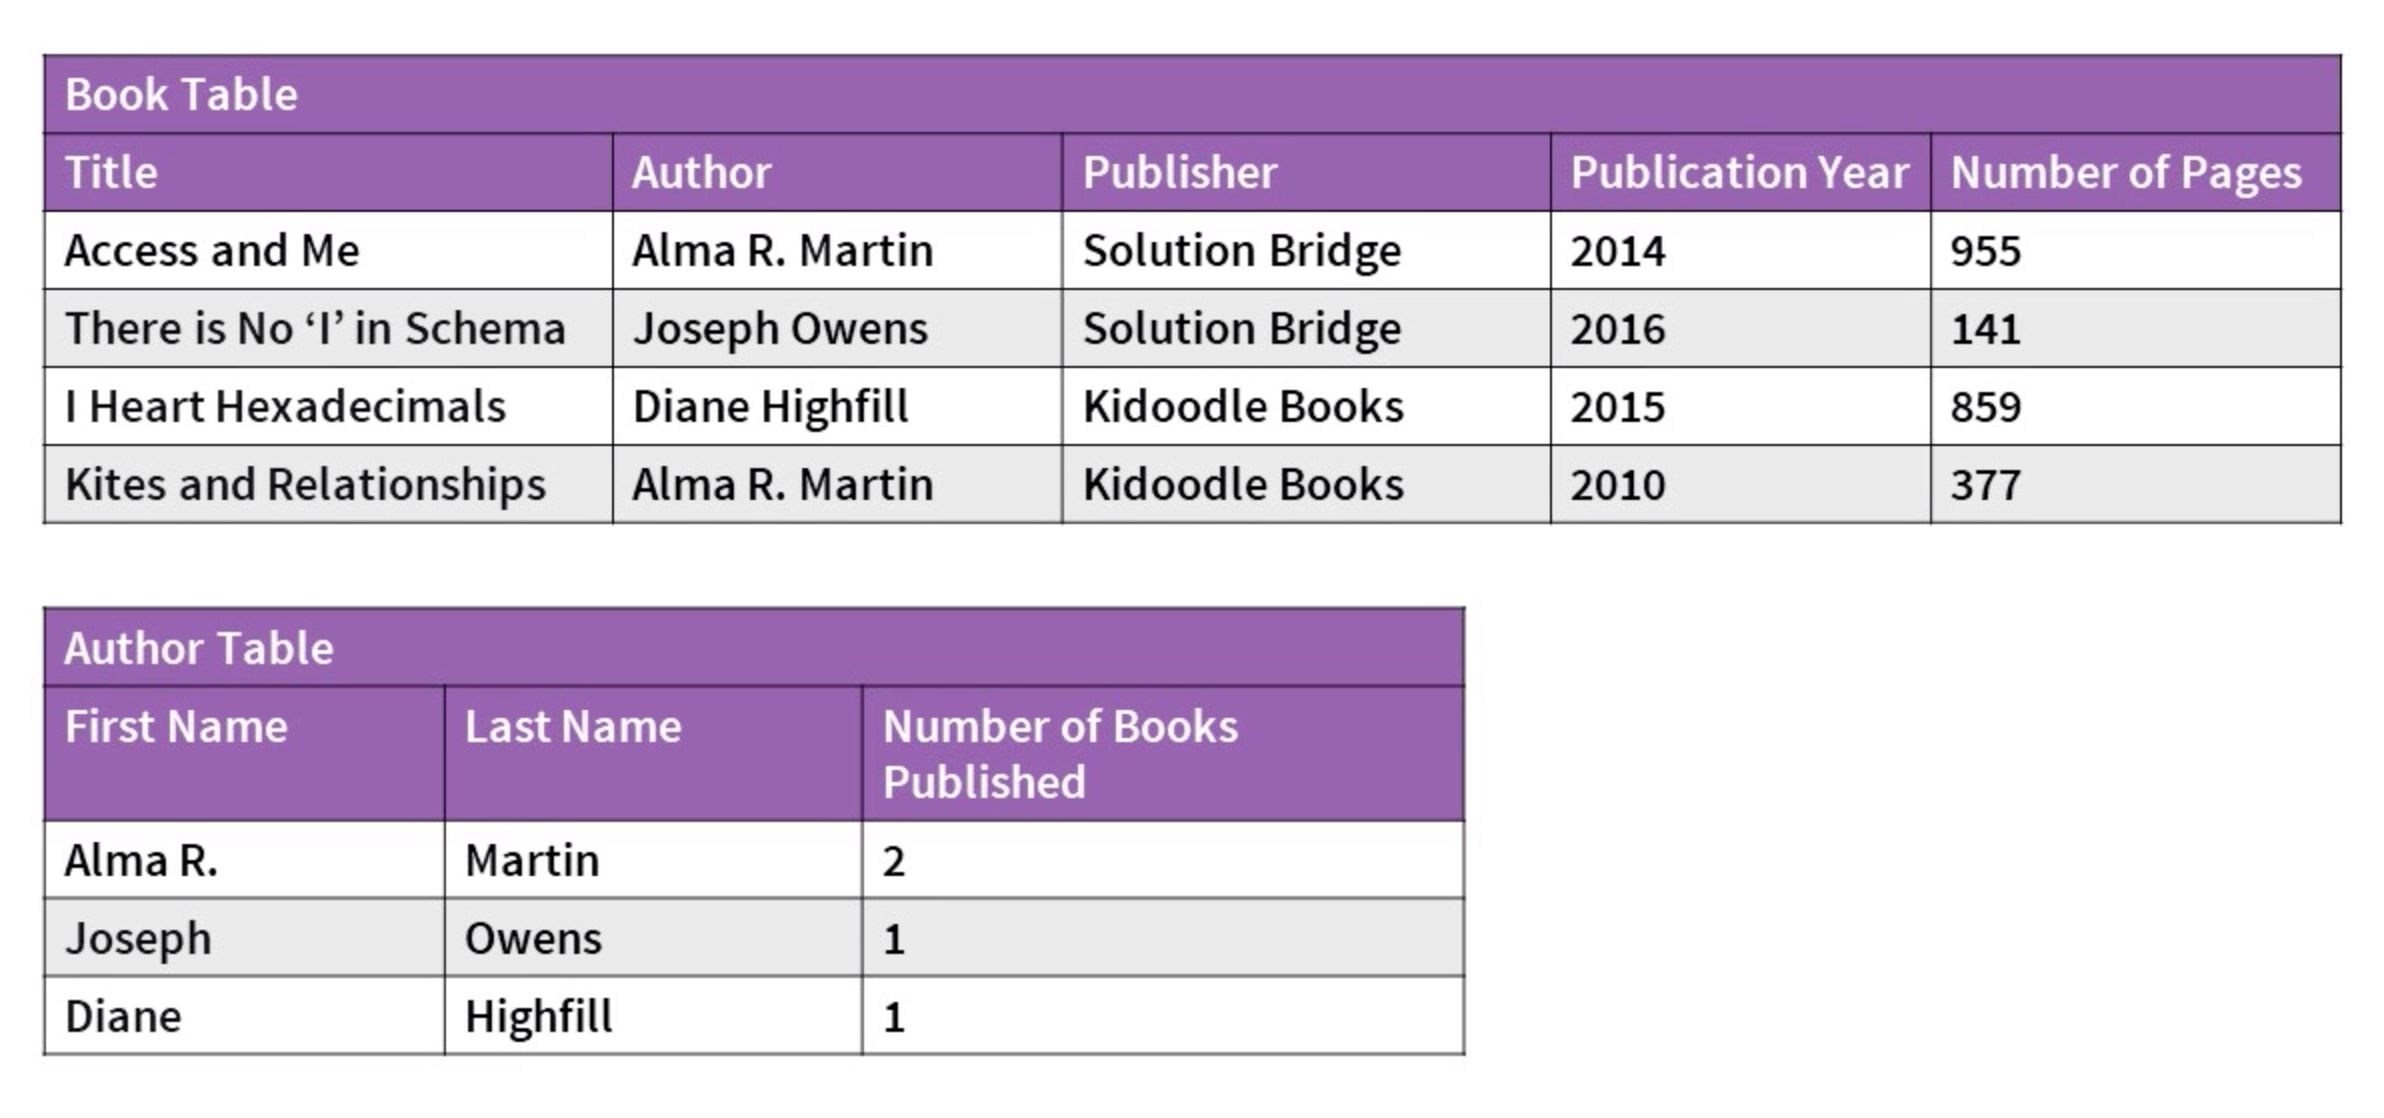 Book Table
Title Author Publisher Publication Year Number of Pages
Access and Me Alma R. Martin Solution Bridge 2014 955
There is No ‘I’ in Schema Joseph Owens Solution Bridge 2016 141
I Heart Hexadecimals Diane Highfill Kidoodle Books 2015 859
Kites and Relationships Alma R. Martin Kidoodle Books 2010 377
Author Table
First Name Last Name Number of Books
Published
Alma R. Martin 2
Joseph Owens 1
Diane Highfill 1